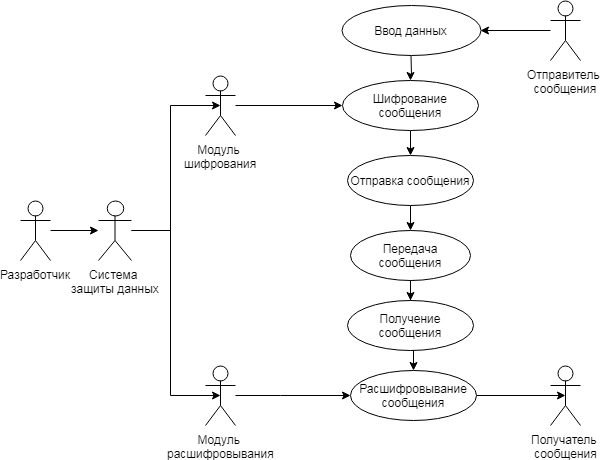 Ввод данных
Отправитель
сообщения
Шифрование
сообщения
Модуль
шифрования
Отправка сообщения
Передача
сообщения
Разработчик
Система
защиты данных
Получение
сообщения
Расшифровывание
сообщения
Модуль
расшифровывания
Получатель
сообщения